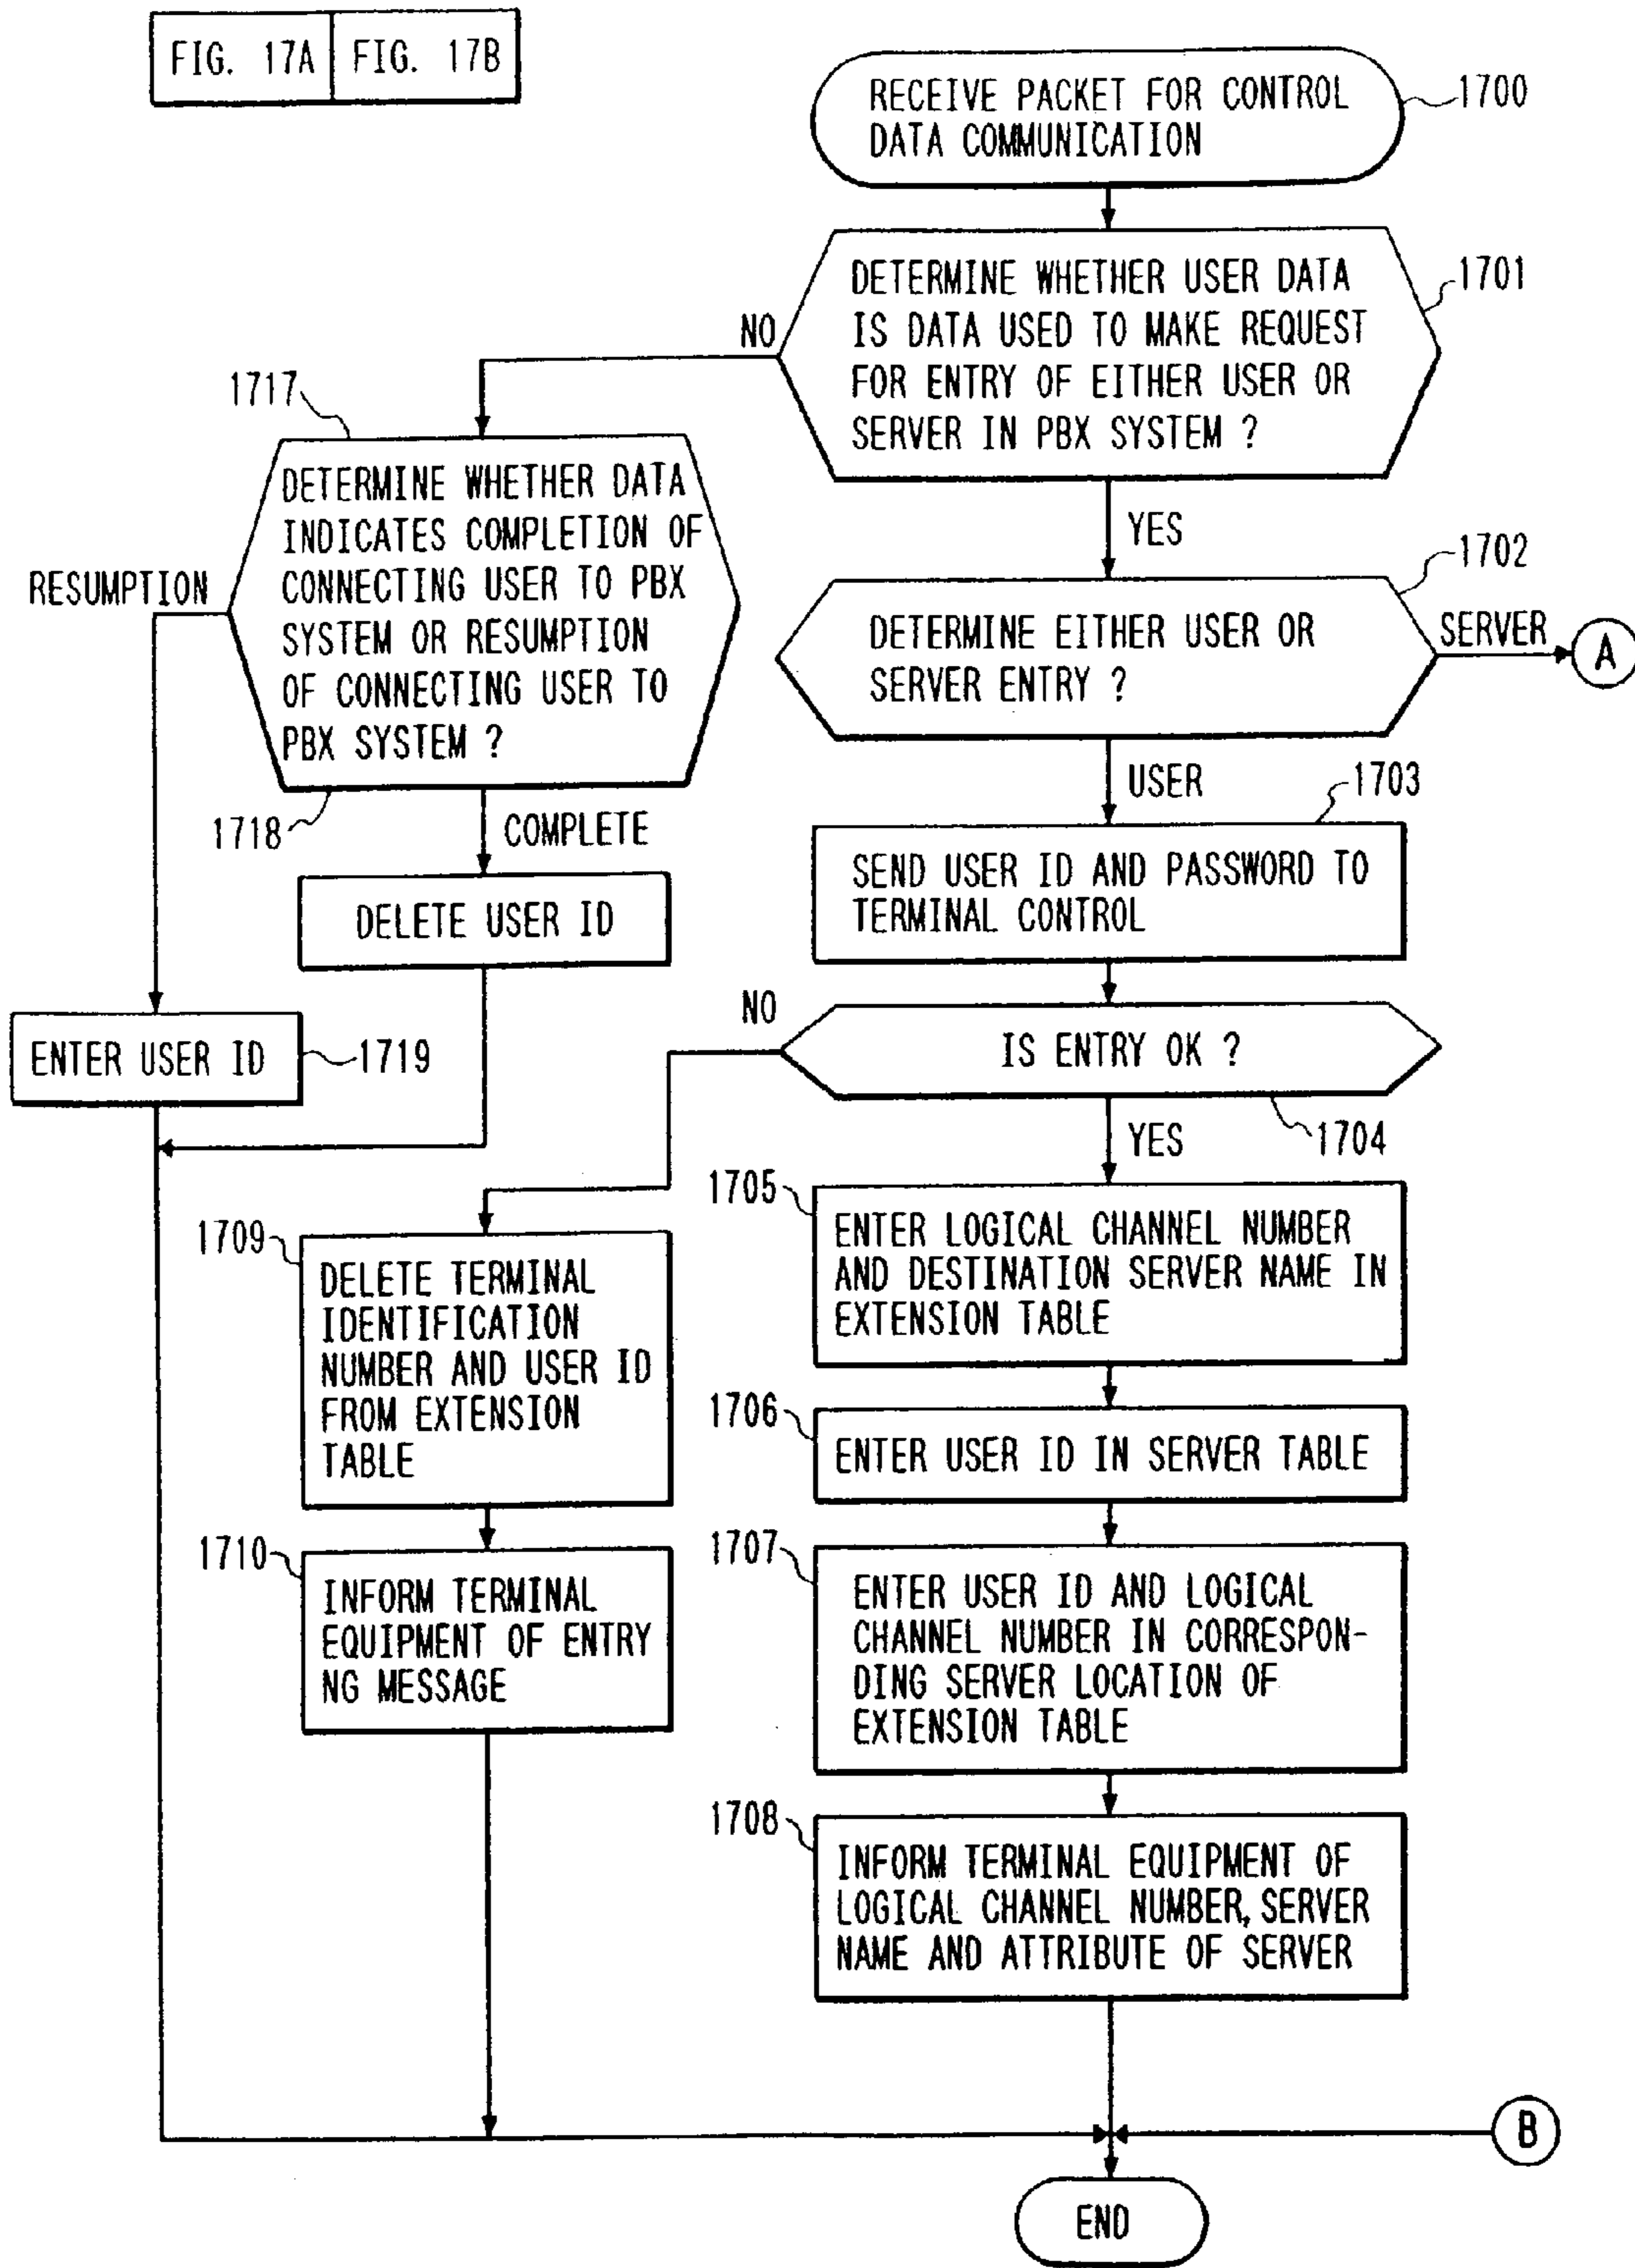 FIG. 17A FIG. 17B
RECEIVE PACKET FOR CONTROL
DATA COMMUNICATION
1700
DETERMINE WHETHER USER DATA
IS DATA USED TO MAKE REQUEST
FOR ENTRY OF EITHER USER OR
SERVER IN PBX SYSTEM ?
1701
NO
YES
1717
DETERMINE WHETHER DATA
INDICATES COMPLETION OF
CONNECTING USER TO PBX
SYSTEM OR RESUMPTION
OF CONNECTING USER TO
PBX SYSTEM ?
RESUMPTION
1718
COMPLETE
DELETE USER ID
ENTER USER ID
1719
1702
DETERMINE EITHER USER OR
SERVER ENTRY ?
SERVER
A
USER
1703
SEND USER ID AND PASSWORD TO
TERMINAL CONTROL
NO
IS ENTRY OK ?
1704
YES
1705
ENTER LOGICAL CHANNEL NUMBER
AND DESTINATION SERVER NAME IN
EXTENSION TABLE
1709
DELETE TERMINAL
IDENTIFICATION
NUMBER AND USER ID
FROM EXTENSION
TABLE
1706
ENTER USER ID IN SERVER TABLE
1710
INFORM TERMINAL
EQUIPMENT OF ENTRY
NG MESSAGE
1707
ENTER USER ID AND LOGICAL
CHANNEL NUMBER IN CORRESPON-
DING SERVER LOCATION OF
EXTENSION TABLE
1708
INFORM TERMINAL EQUIPMENT OF
LOGICAL CHANNEL NUMBER, SERVER
NAME AND ATTRIBUTE OF SERVER
B
END